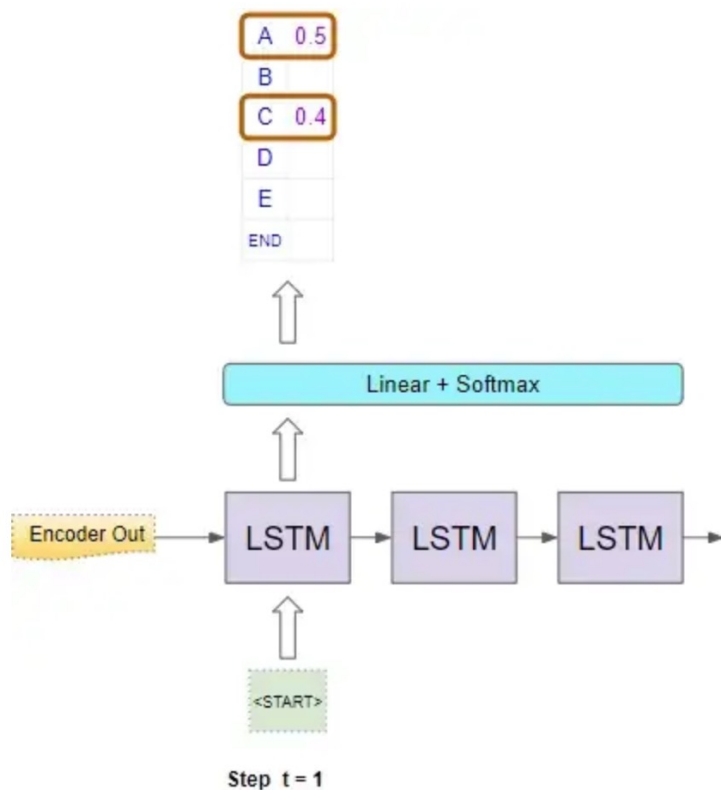 A 0.5
B
C 0.4
D
E
END
Linear + Softmax
Encoder Out
LSTM
LSTM
LSTM
<START>
Step t = 1